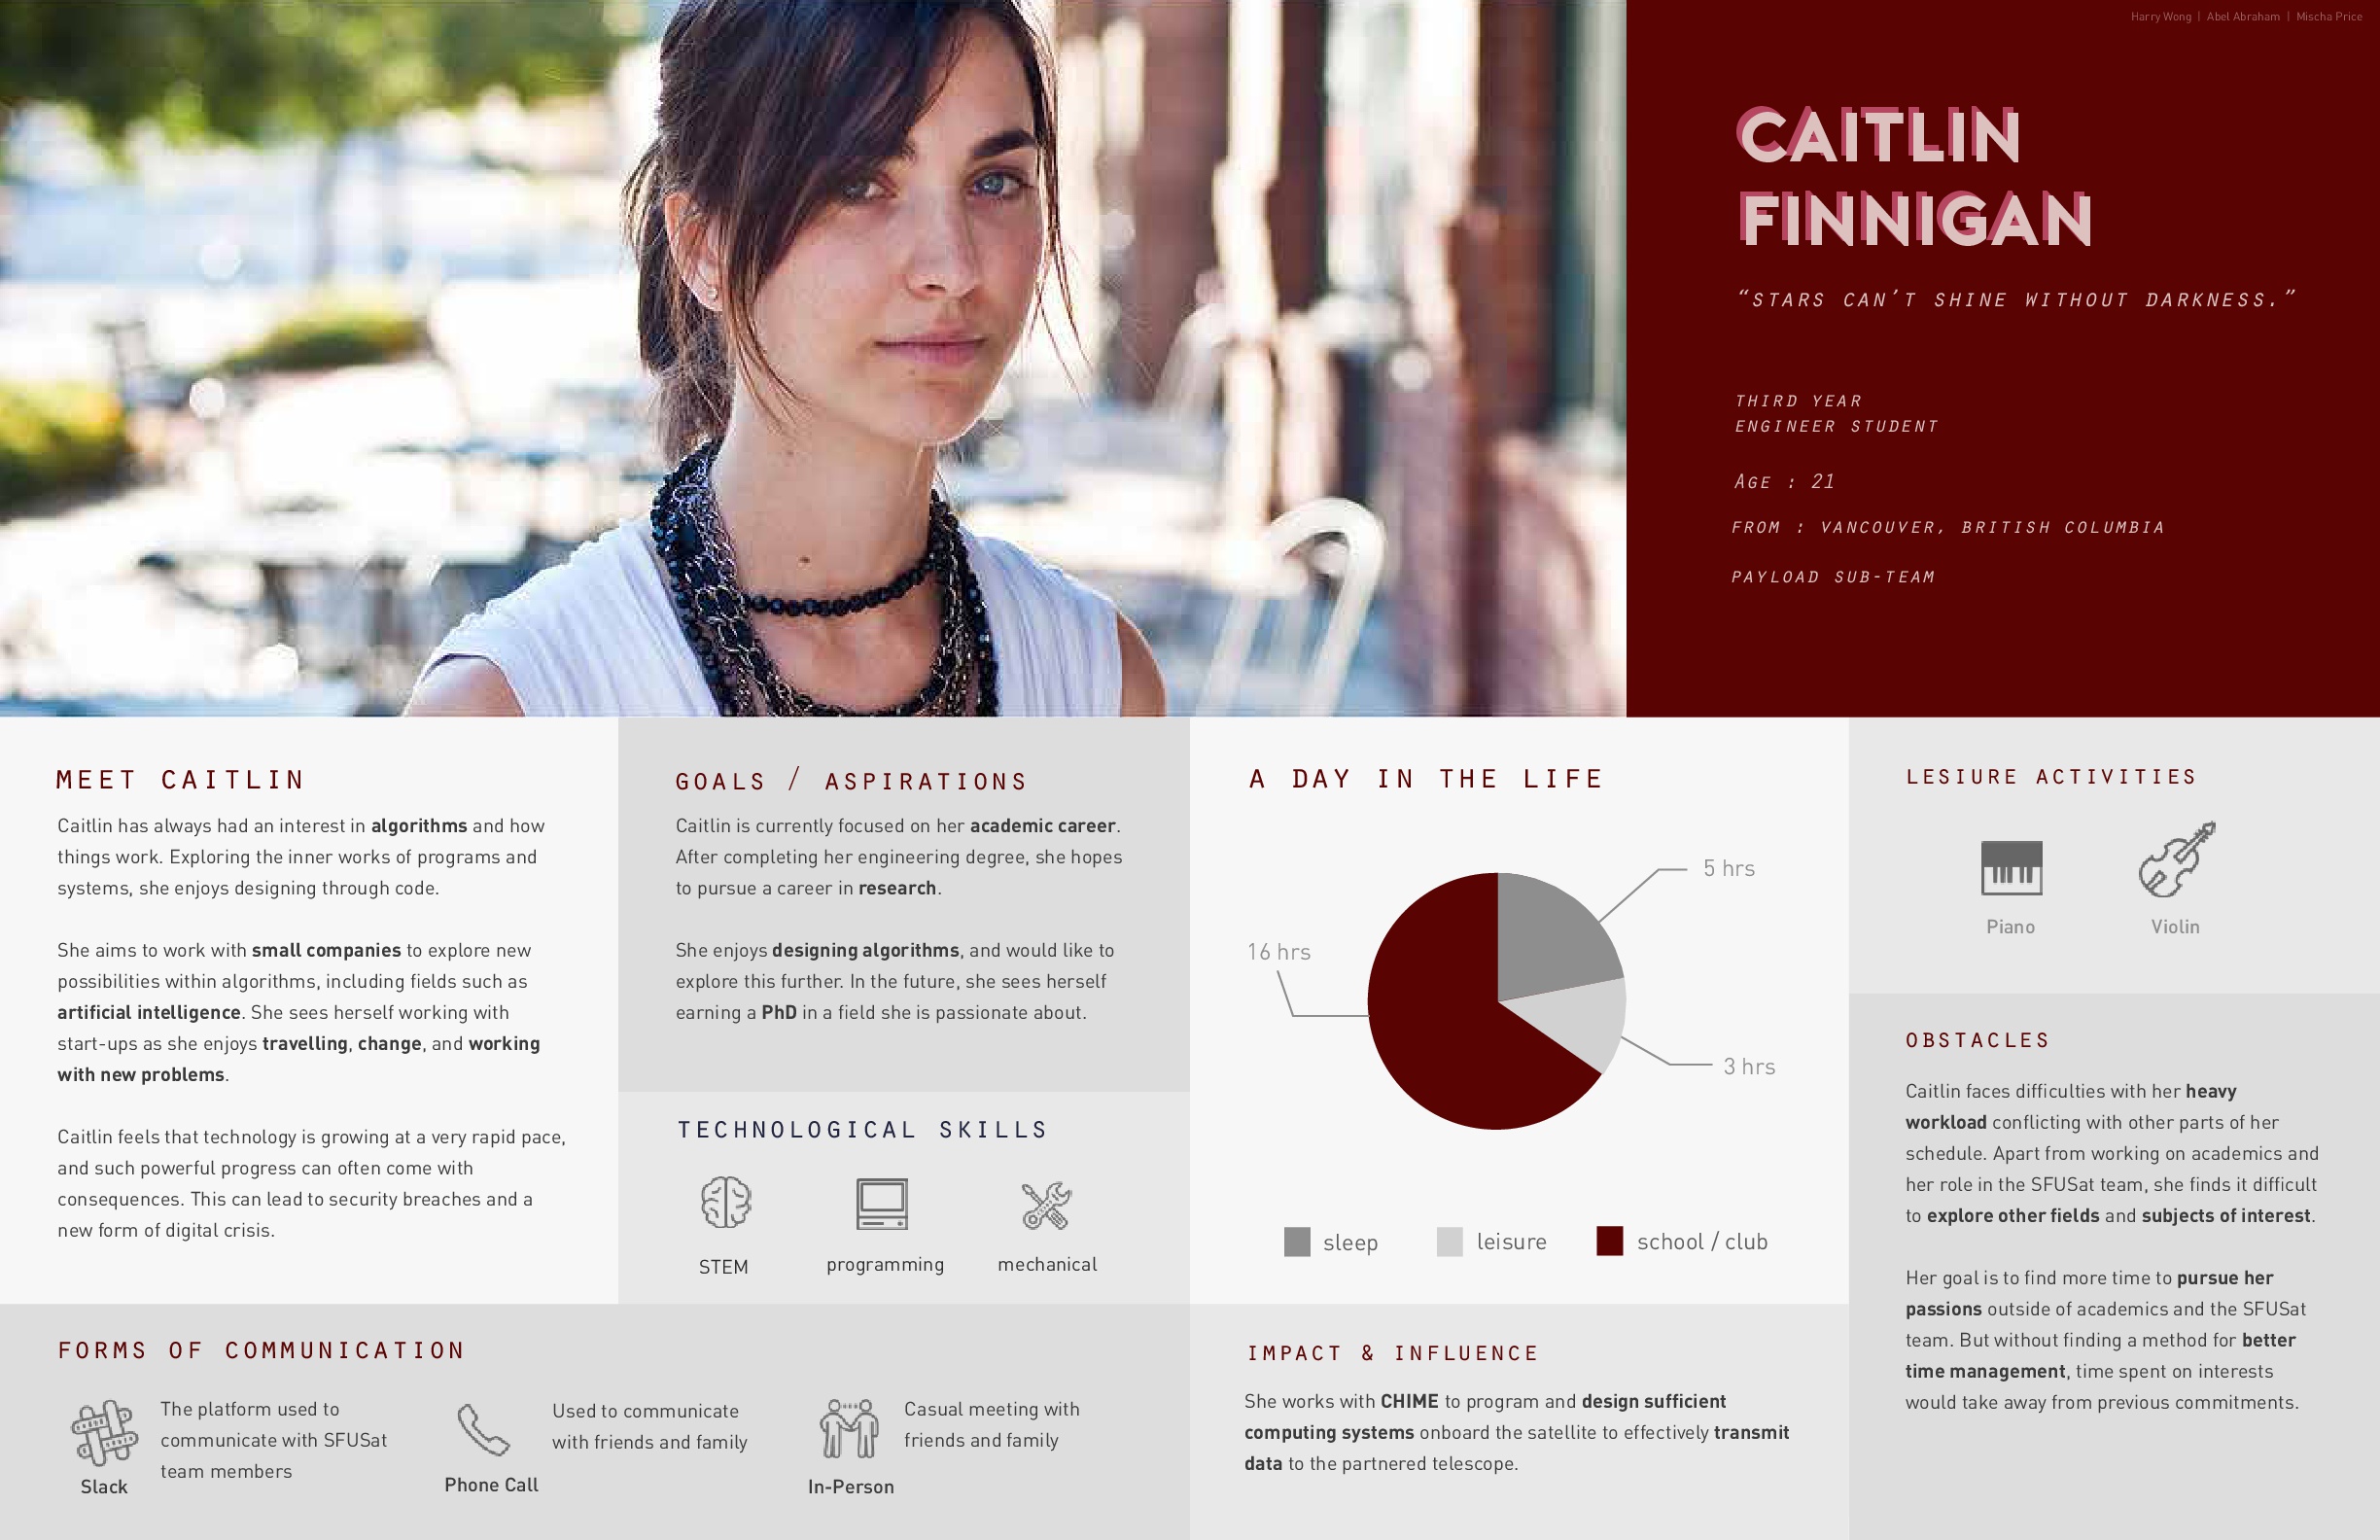 Harry Wong | Abel Abraham | Mischa Price
CAITLIN
FINNIGAN
“STARS CAN’T SHINE WITHOUT DARKNESS.”
THIRD YEAR
ENGINEER STUDENT
AGE : 21
FROM : VANCOUVER, BRITISH COLUMBIA
PAYLOAD SUB-TEAM
MEET CAITLIN
Caitlin has always had an interest in algorithms and how
things work. Exploring the inner works of programs and
systems, she enjoys designing through code.
She aims to work with small companies to explore new
possibilities within algorithms, including fields such as
artificial intelligence. She sees herself working with
start-ups as she enjoys travelling, change, and working
with new problems.
Caitlin feels that technology is growing at a very rapid pace,
and such powerful progress can often come with
consequences. This can lead to security breaches and a
new form of digital crisis.
GOALS / ASPIRATIONS
Caitlin is currently focused on her academic career.
After completing her engineering degree, she hopes
to pursue a career in research.
She enjoys designing algorithms, and would like to
explore this further. In the future, she sees herself
earning a PhD in a field she is passionate about.
TECHNOLOGICAL SKILLS
STEM
programming
mechanical
A DAY IN THE LIFE
5 hrs
16 hrs
3 hrs
sleep
leisure
school / club
LESIURE ACTIVITIES
Piano
Violin
OBSTACLES
Caitlin faces difficulties with her heavy
workload conflicting with other parts of her
schedule. Apart from working on academics and
her role in the SFUSat team, she finds it difficult
to explore other fields and subjects of interest.
Her goal is to find more time to pursue her
passions outside of academics and the SFUSat
team. But without finding a method for better
time management, time spent on interests
would take away from previous commitments.
FORMS OF COMMUNICATION
Slack
The platform used to
communicate with SFUSat
team members
Phone Call
Used to communicate
with friends and family
In-Person
Casual meeting with
friends and family
IMPACT & INFLUENCE
She works with CHIME to program and design sufficient
computing systems onboard the satellite to effectively transmit
data to the partnered telescope.